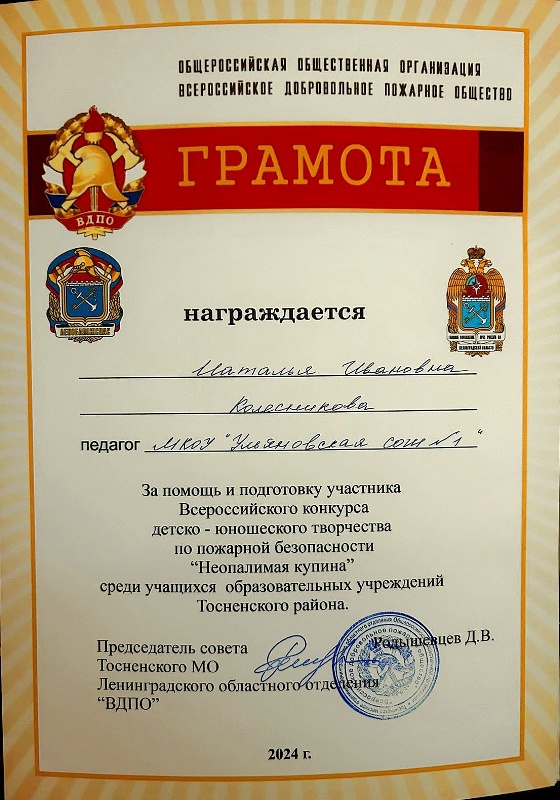 ОБЩЕРОССИЙСКАЯ ОБЩЕСТВЕННАЯ ОРГАНИЗАЦИЯ
ВСЕРОССИЙСКОЕ ДОБРОВОЛЬНОЕ ПОЖАРНОЕ ОБЩЕСТВО
ГРАМОТА
ВДПО
награждается
Наталья Ивановна
Колесникова
педагог МКОУ "Ульяновская сош №1"
За помощь и подготовку участника
Всероссийского конкурса
детско - юношеского творчества
по пожарной безопасности
“Неопалимая купина”
среди учащихся образовательных учреждений
Тосненского района.
Председатель совета Родышевцев Д.В.
Тосненского МО
Ленинградского областного отделения
“ВДПО”
2024 г.